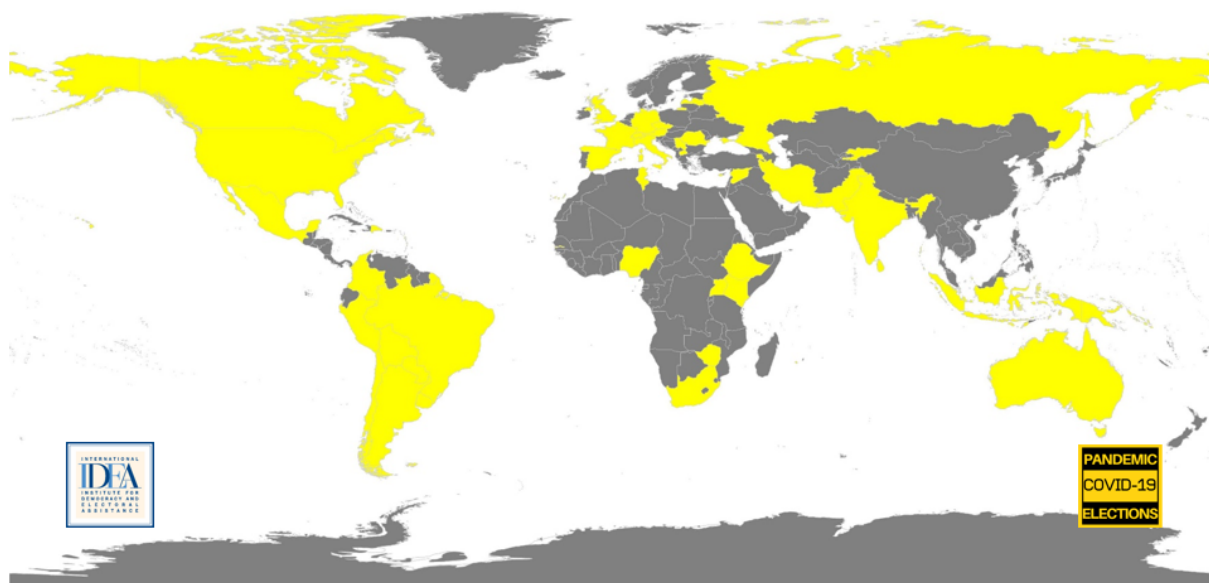 INTERNATIONAL
IDEA
INSTITUTE FOR
DEMOCRACY AND
ELECTORAL
ASSISTANCE
PANDEMIC
COVID-19
ELECTIONS